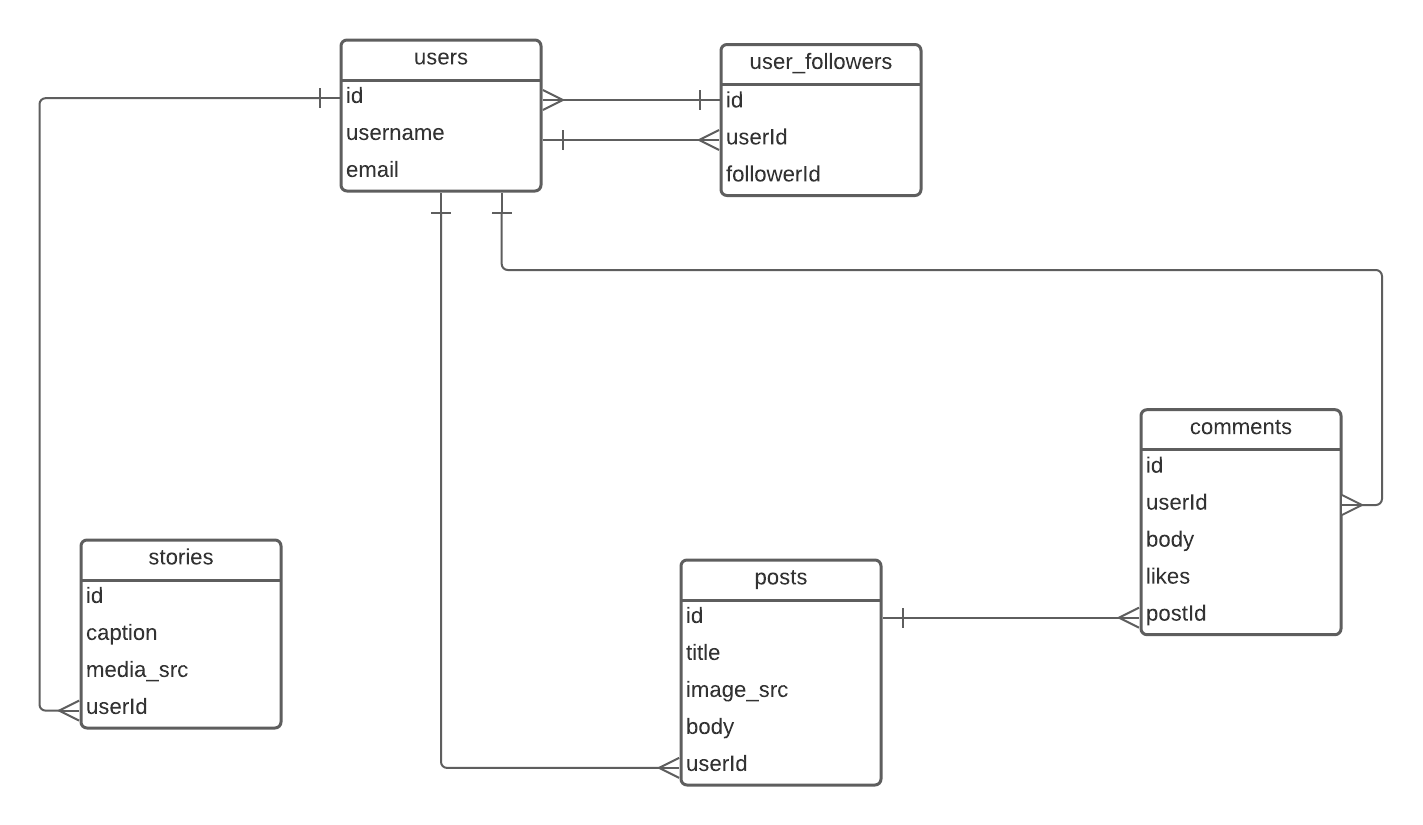 users
id
username
email
user_followers
id
userId
followerId
comments
id
userId
body
likes
postId
stories
id
caption
media_src
userId
posts
id
title
image_src
body
userId